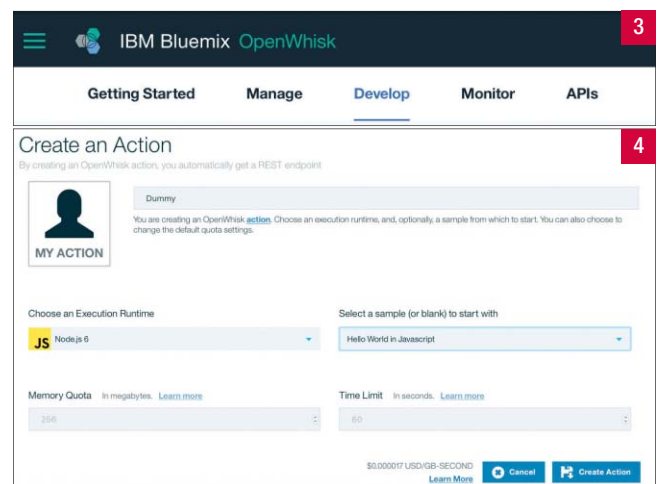 3
IBM Bluemix OpenWhisk
Getting Started Manage Develop Monitor APIs
4
Create an Action
By creating an OpenWhisk action, you automatically get a REST endpoint
Dummy
You are creating an OpenWhisk action. Choose an execution runtime, and, optionally, a sample from which to start. You can also choose to
change the default quota settings.
MY ACTION
Choose an Execution Runtime
Select a sample (or blank) to start with
JS Node.js 6
Hello World in Javascript
Memory Quota In megabytes. Learn more
Time Limit In seconds. Learn more
256
60
$0.000017 USD/GB-SECOND
Learn More
Cancel
Create Action